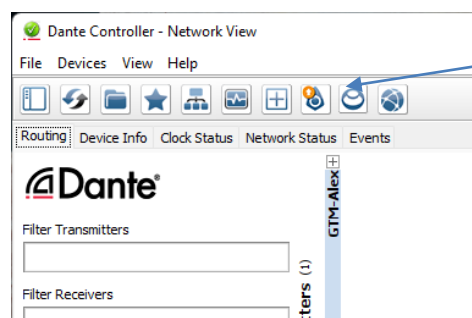 Dante Controller - Network View
File Devices View Help
Routing Device Info Clock Status Network Status Events
Dante®
Filter Transmitters
Filter Receivers
GTM-Alex
(1)